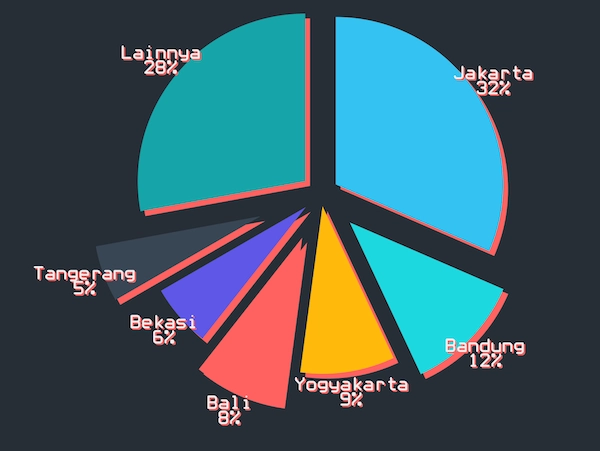 Lainnya
28%
Jakarta
32%
Tangerang
5%
Bekasi
6%
Bandung
12%
Yogyakarta
9%
Bali
8%